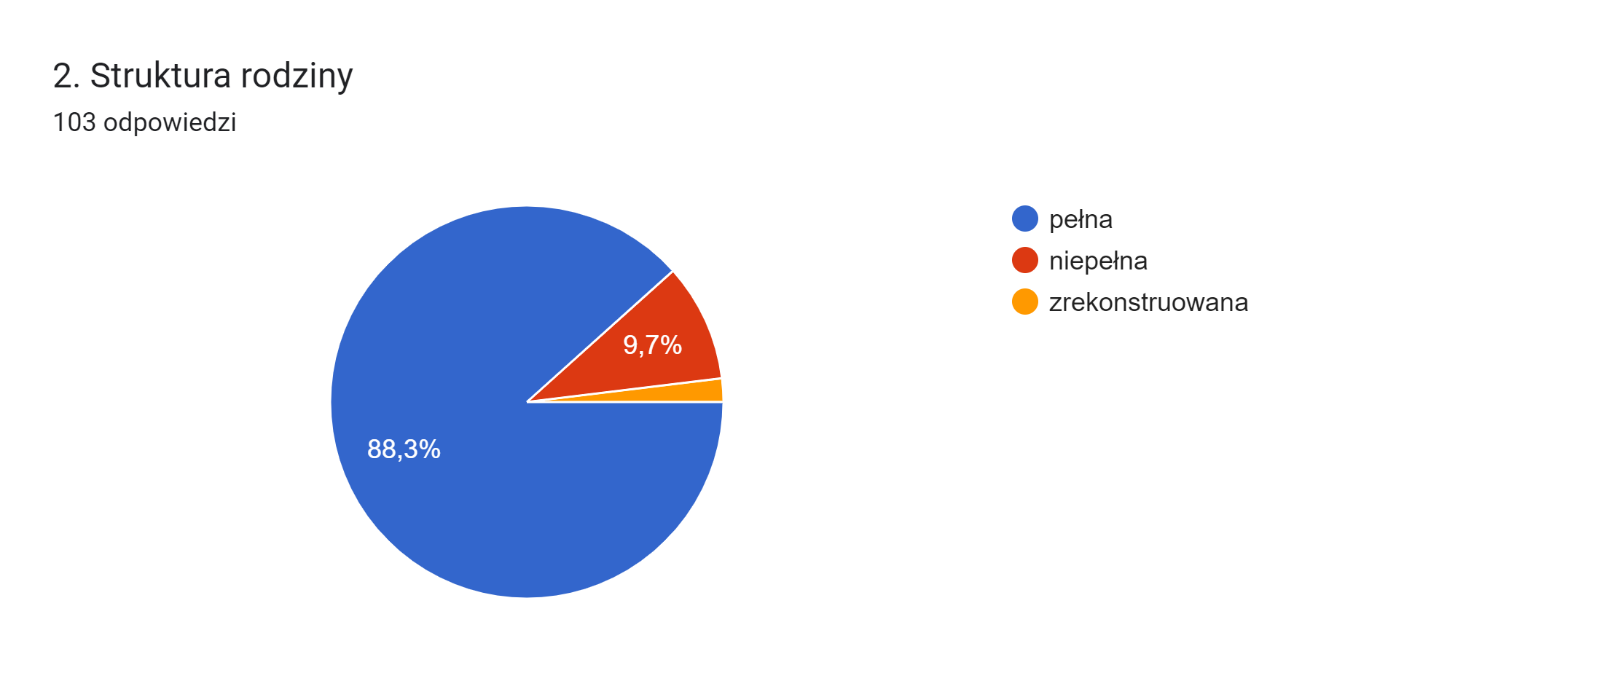 2. Struktura rodziny
103 odpowiedzi
pełna
niepełna
zrekonstruowana
9,7%
88,3%